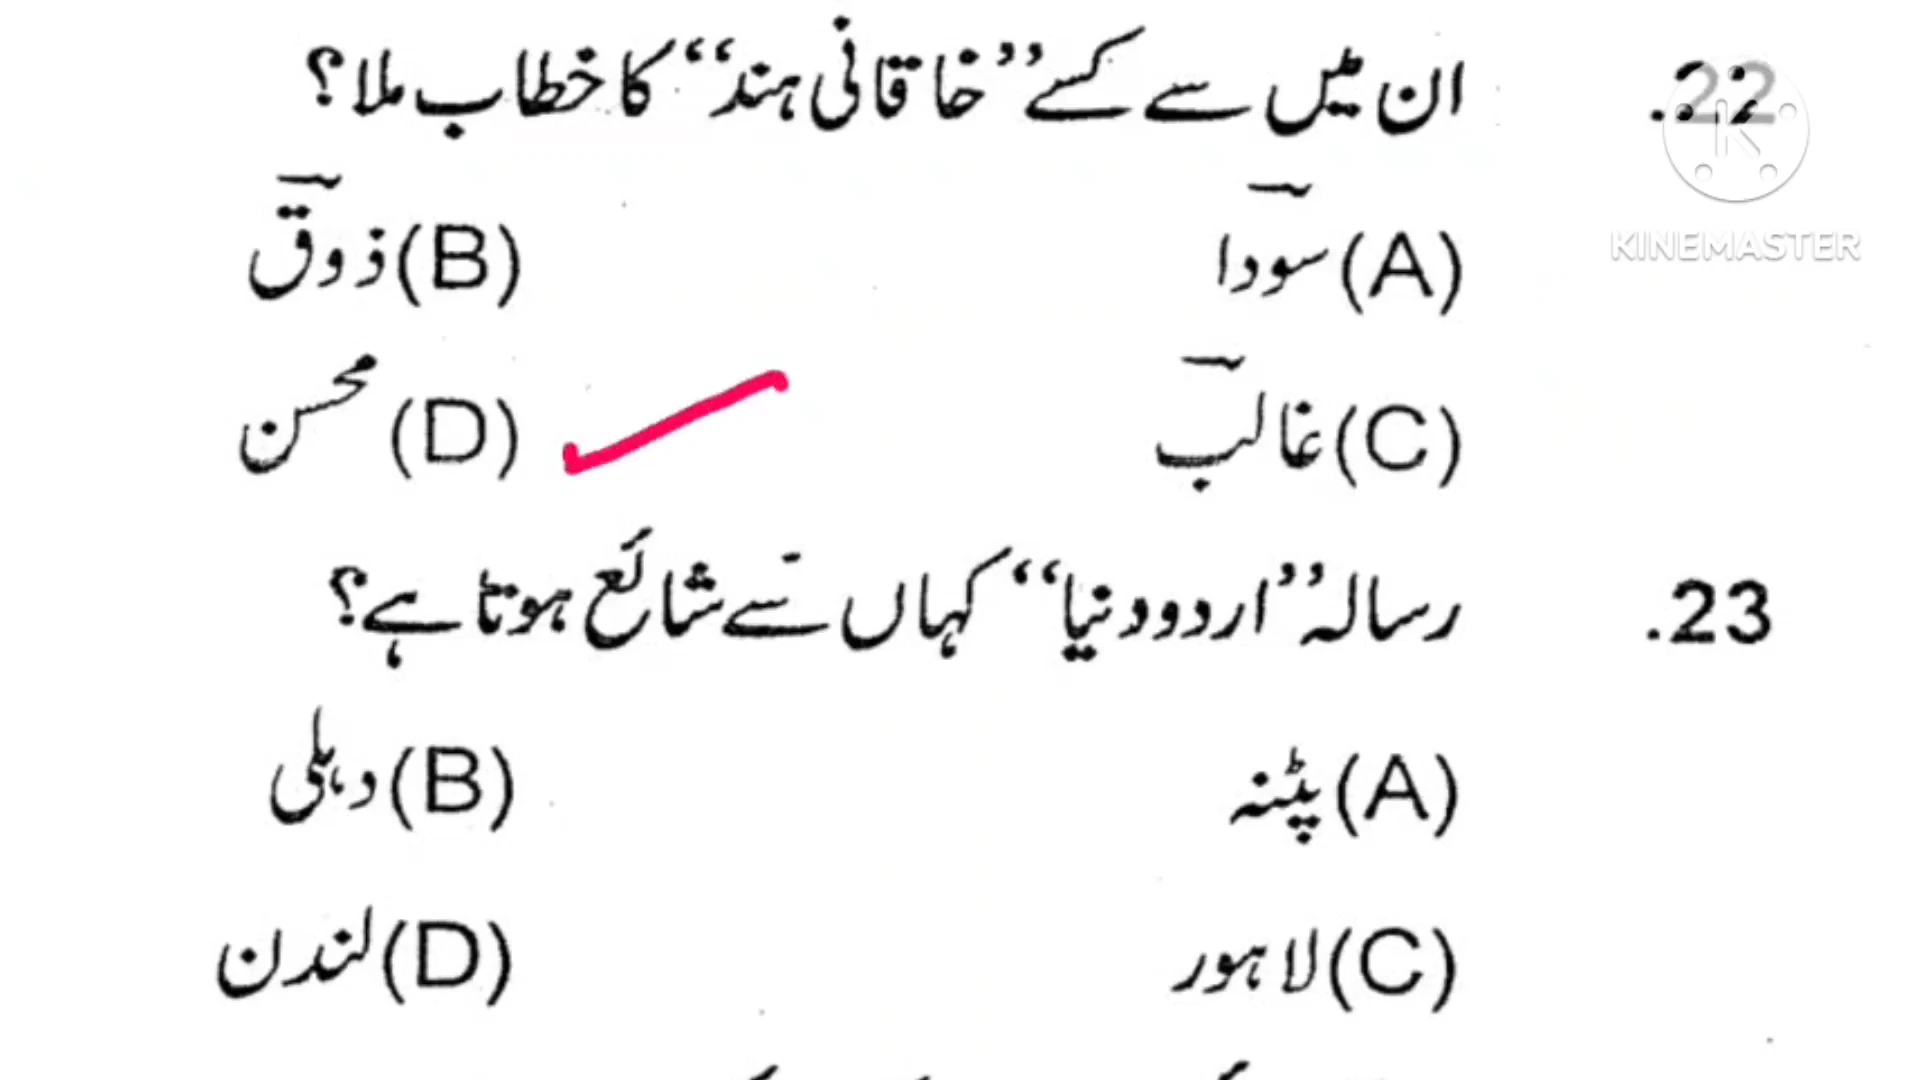 22. ان میں سے کسے ”خاقانی ہند“ کا خطاب ملا؟
KINEMASTER
(A) سودا (B) ذوق
(C) غالب (D) محسن
23. رسالہ ”اردو دنیا“ کہاں سے شائع ہوتا ہے؟
(A) پٹنہ (B) دہلی
(C) لاہور (D) لندن